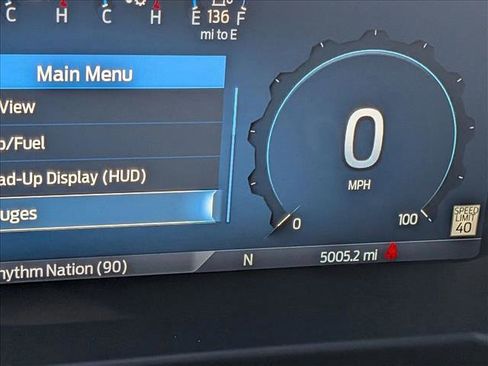 C H C H E 136 F
mi to E
Main Menu
View
p/Fuel
ad-Up Display (HUD)
uges
0
MPH
0 100
SPEED
LIMIT
40
hythm Nation (90)
N
5005.2 mi